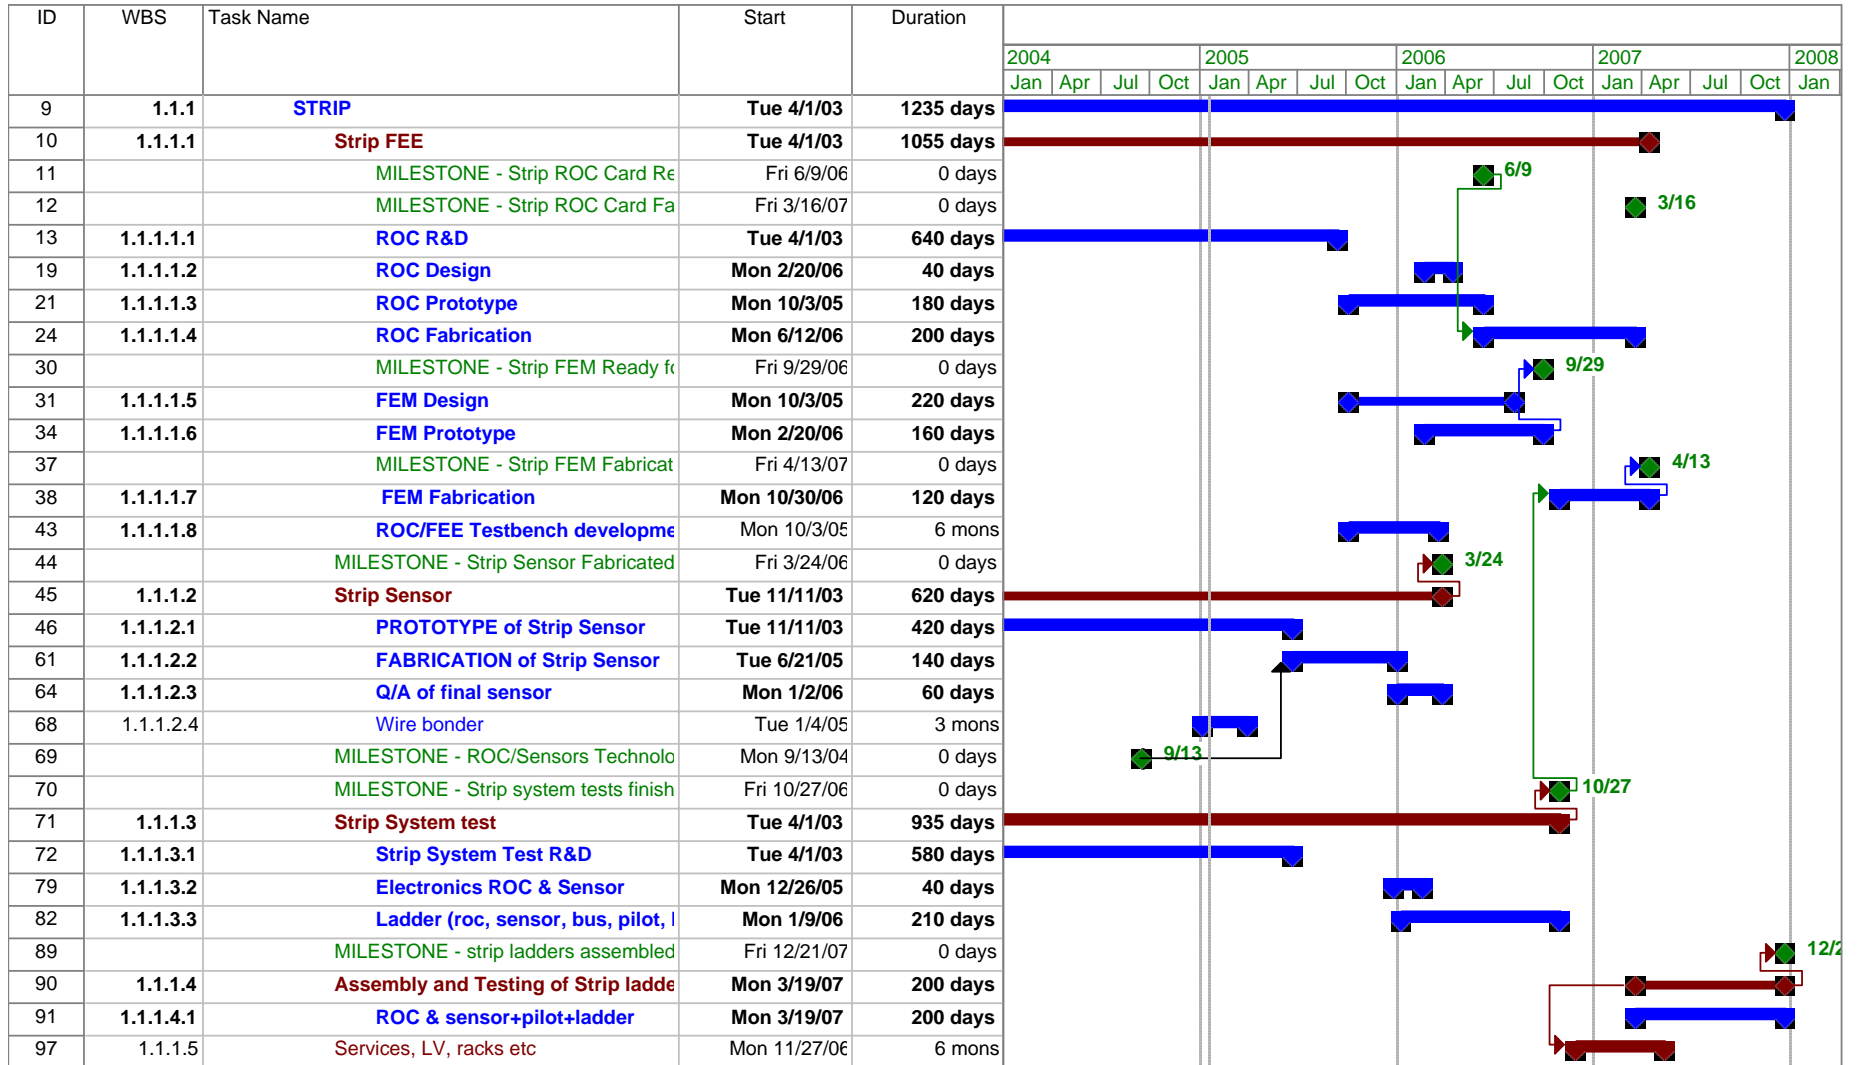 ID WBS Task Name Start Duration
2004 2005 2006 2007 2008
Jan Apr Jul Oct Jan Apr Jul Oct Jan Apr Jul Oct Jan Apr Jul Oct Jan
9 1.1.1 STRIP Tue 4/1/03 1235 days
10 1.1.1.1 Strip FEE Tue 4/1/03 1055 days
11 MILESTONE - Strip ROC Card Re Fri 6/9/06 0 days 6/9
12 MILESTONE - Strip ROC Card Fa Fri 3/16/07 0 days 3/16
13 1.1.1.1.1 ROC R&D Tue 4/1/03 640 days
19 1.1.1.1.2 ROC Design Mon 2/20/06 40 days
21 1.1.1.1.3 ROC Prototype Mon 10/3/05 180 days
24 1.1.1.1.4 ROC Fabrication Mon 6/12/06 200 days
30 MILESTONE - Strip FEM Ready fo Fri 9/29/06 0 days 9/29
31 1.1.1.1.5 FEM Design Mon 10/3/05 220 days
34 1.1.1.1.6 FEM Prototype Mon 2/20/06 160 days
37 MILESTONE - Strip FEM Fabricat Fri 4/13/07 0 days 4/13
38 1.1.1.1.7 FEM Fabrication Mon 10/30/06 120 days
43 1.1.1.1.8 ROC/FEE Testbench developme Mon 10/3/05 6 mons
44 MILESTONE - Strip Sensor Fabricated Fri 3/24/06 0 days 3/24
45 1.1.1.2 Strip Sensor Tue 11/11/03 620 days
46 1.1.1.2.1 PROTOTYPE of Strip Sensor Tue 11/11/03 420 days
61 1.1.1.2.2 FABRICATION of Strip Sensor Tue 6/21/05 140 days
64 1.1.1.2.3 Q/A of final sensor Mon 1/2/06 60 days
68 1.1.1.2.4 Wire bonder Tue 1/4/05 3 mons
69 MILESTONE - ROC/Sensors Technolo Mon 9/13/04 0 days 9/13
70 MILESTONE - Strip system tests finish Fri 10/27/06 0 days 10/27
71 1.1.1.3 Strip System test Tue 4/1/03 935 days
72 1.1.1.3.1 Strip System Test R&D Tue 4/1/03 580 days
79 1.1.1.3.2 Electronics ROC & Sensor Mon 12/26/05 40 days
82 1.1.1.3.3 Ladder (roc, sensor, bus, pilot, Mon 1/9/06 210 days
89 MILESTONE - strip ladders assembled Fri 12/21/07 0 days 12/2
90 1.1.1.4 Assembly and Testing of Strip ladde Mon 3/19/07 200 days
91 1.1.1.4.1 ROC & sensor+pilot+ladder Mon 3/19/07 200 days
97 1.1.1.5 Services, LV, racks etc Mon 11/27/06 6 mons